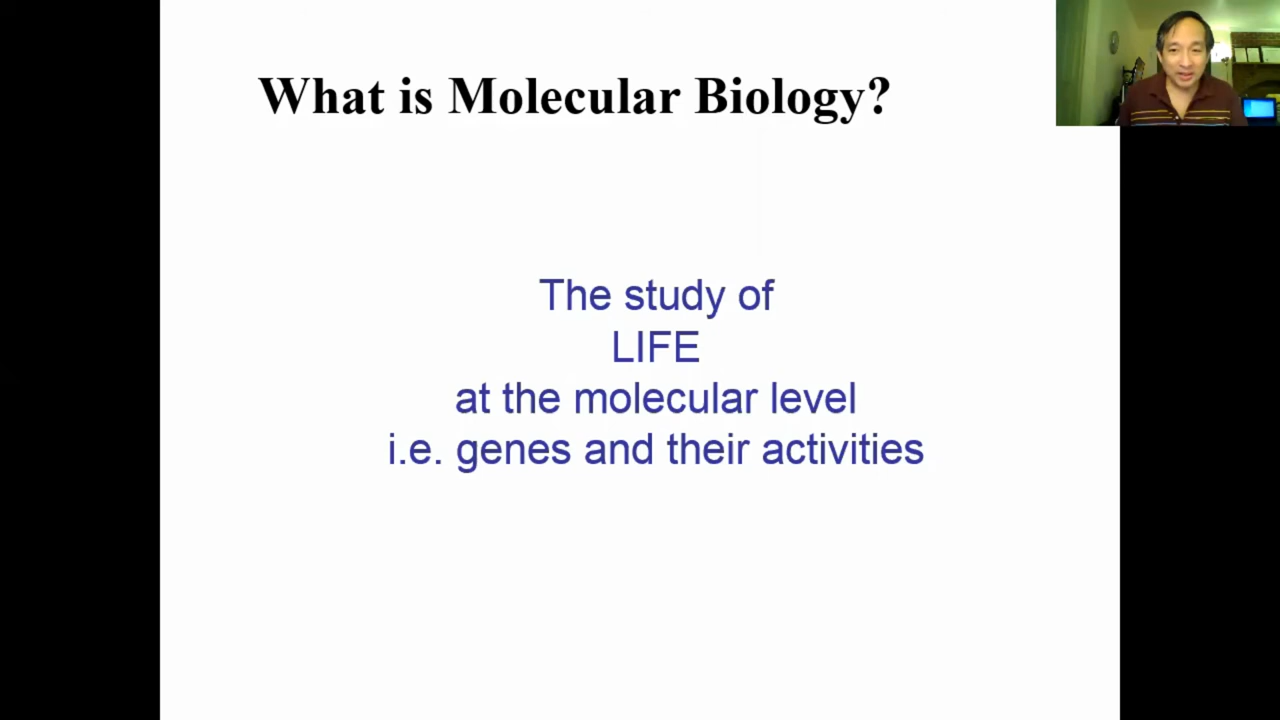 What is Molecular Biology?
The study of
LIFE
at the molecular level
i.e. genes and their activities